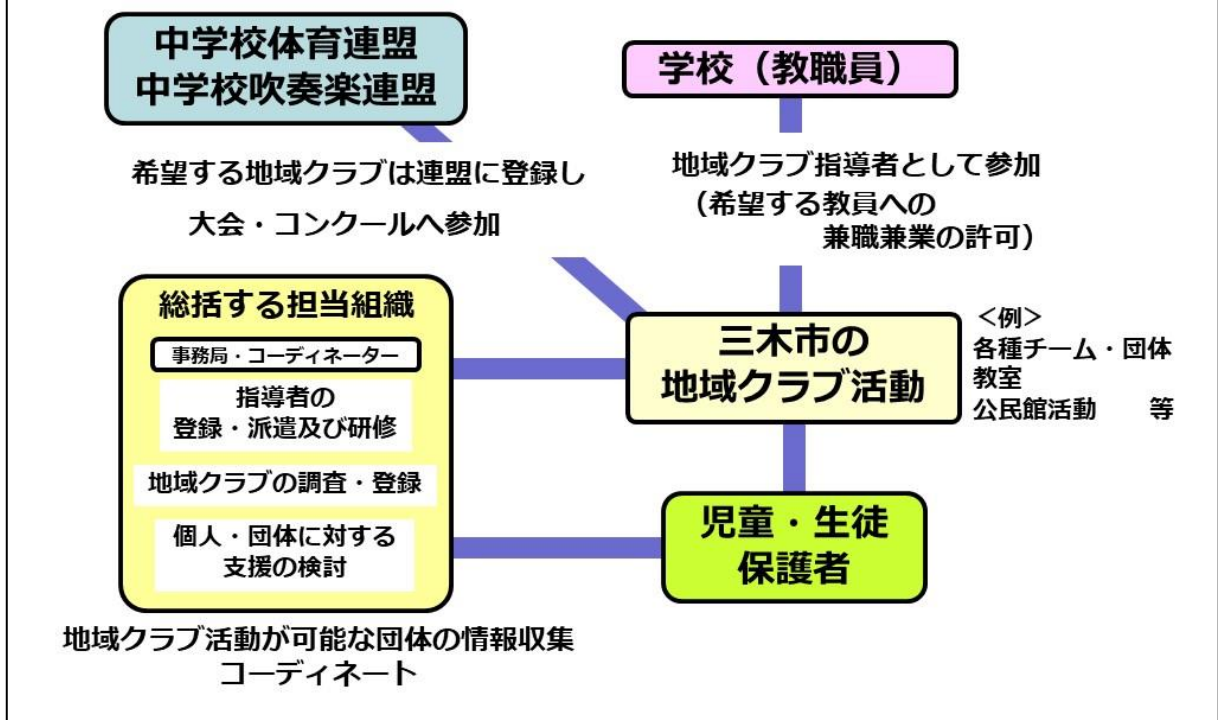 中学校体育連盟
中学校吹奏楽連盟
学校（教職員）
希望する地域クラブは連盟に登録し
大会・コンクールへ参加
地域クラブ指導者として参加
（希望する教員への
兼職兼業の許可）
総括する担当組織
事務局・コーディネーター
指導者の
登録・派遣及び研修
地域クラブの調査・登録
個人・団体に対する
支援の検討
三木市の
地域クラブ活動
＜例＞
各種チーム・団体
教室
公民館活動　　等
児童・生徒
保護者
地域クラブ活動が可能な団体の情報収集
コーディネート